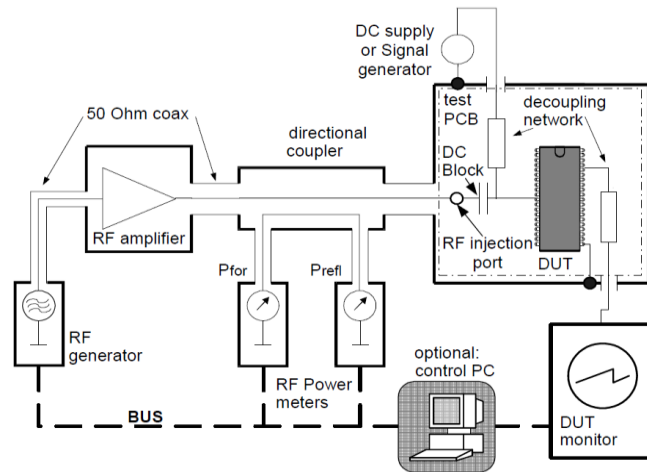 DC supply
or Signal
generator
test
PCB
decoupling
network
50 Ohm coax
directional
coupler
DC
Block
RF amplifier
RF injection
port
DUT
Pfor
Prefl
RF
generator
RF Power
meters
optional:
control PC
BUS
DUT
monitor